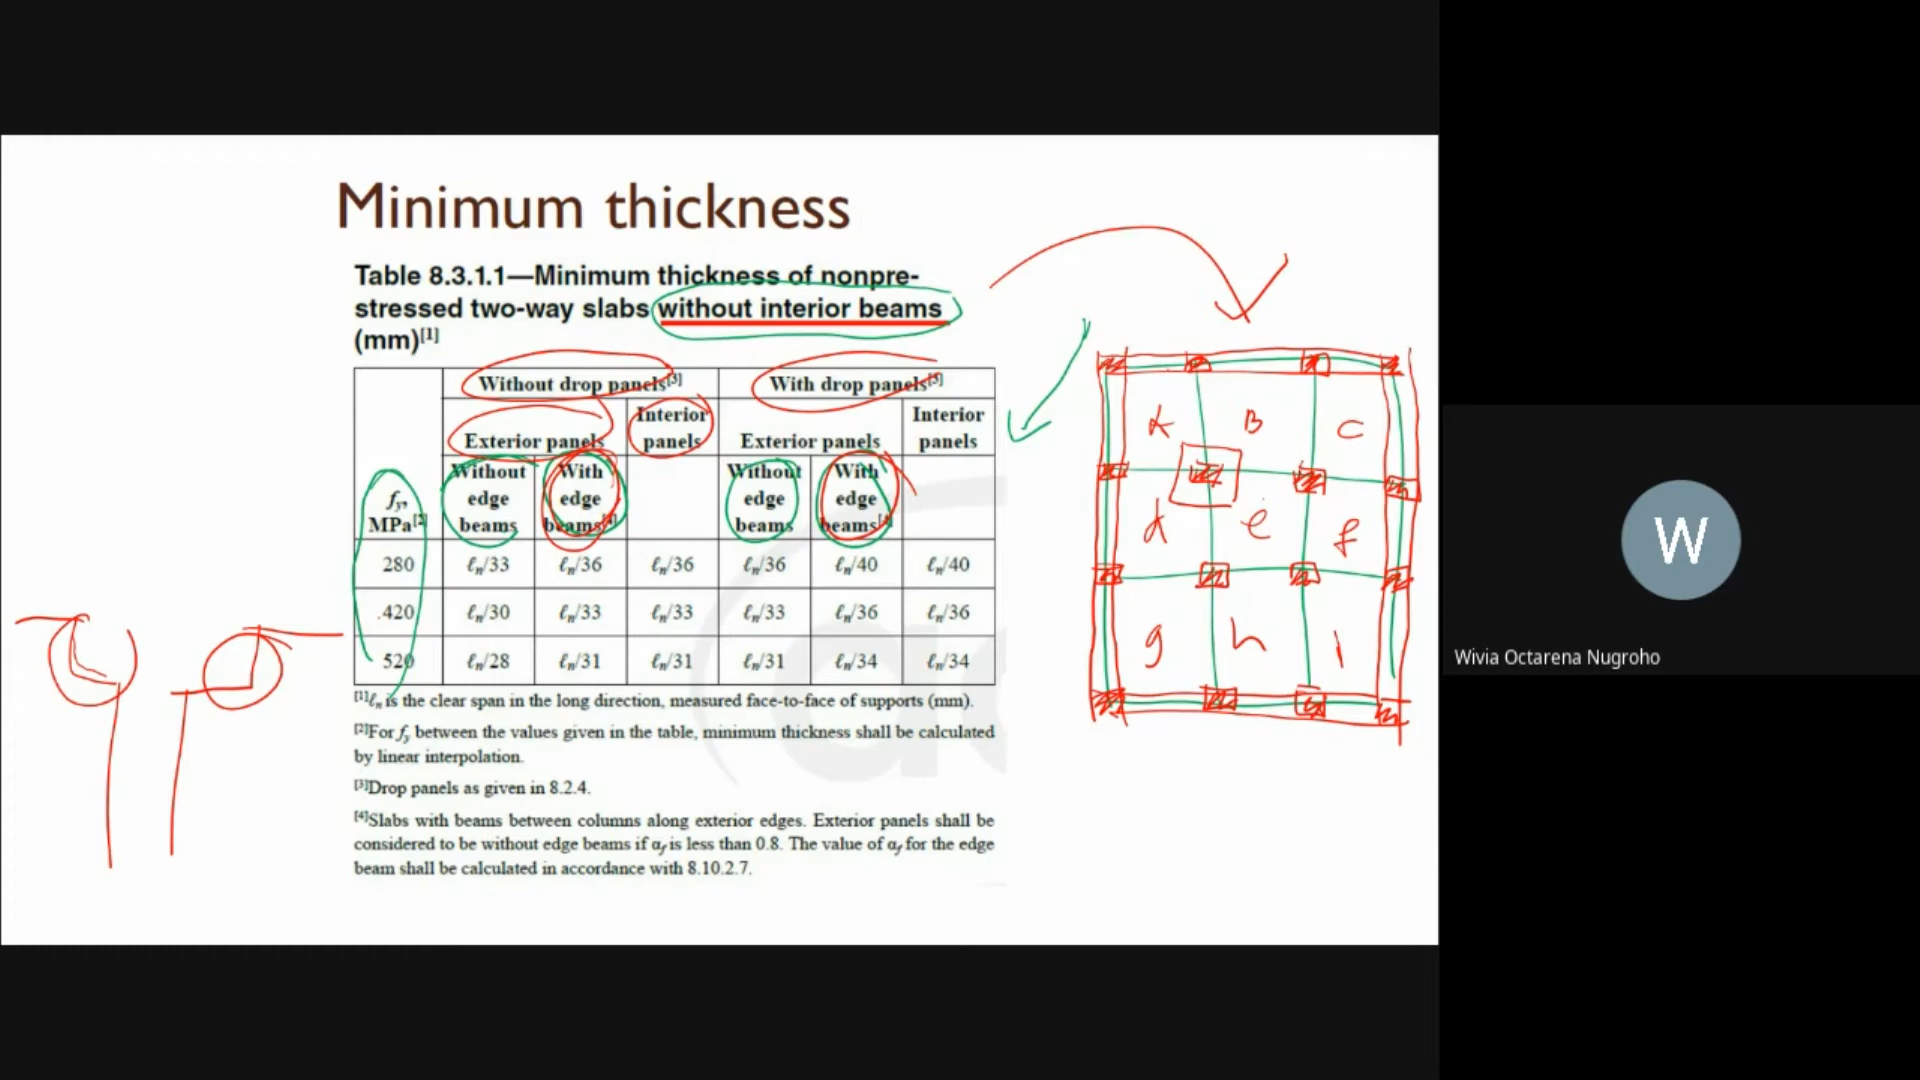 Minimum thickness
Table 8.3.1.1—Minimum thickness of nonpre-
stressed two-way slabs without interior beams
(mm)[1]
Without drop panels[3] With drop panels[3]
Exterior panels Interior panels Exterior panels Interior panels
fy, MPa[2] Without edge beams With edge beams[4] Without edge beams With edge beams[4]
280 ℓn/33 ℓn/36 ℓn/36 ℓn/36 ℓn/40 ℓn/40
420 ℓn/30 ℓn/33 ℓn/33 ℓn/33 ℓn/36 ℓn/36
520 ℓn/28 ℓn/31 ℓn/31 ℓn/31 ℓn/34 ℓn/34
[1]ℓn is the clear span in the long direction, measured face-to-face of supports (mm).
[2]For fy between the values given in the table, minimum thickness shall be calculated
by linear interpolation.
[3]Drop panels as given in 8.2.4.
[4]Slabs with beams between columns along exterior edges. Exterior panels shall be
considered to be without edge beams if αf is less than 0.8. The value of αf for the edge
beam shall be calculated in accordance with 8.10.2.7.
B C
d e f
g h i
W
Wivia Octarena Nugroho